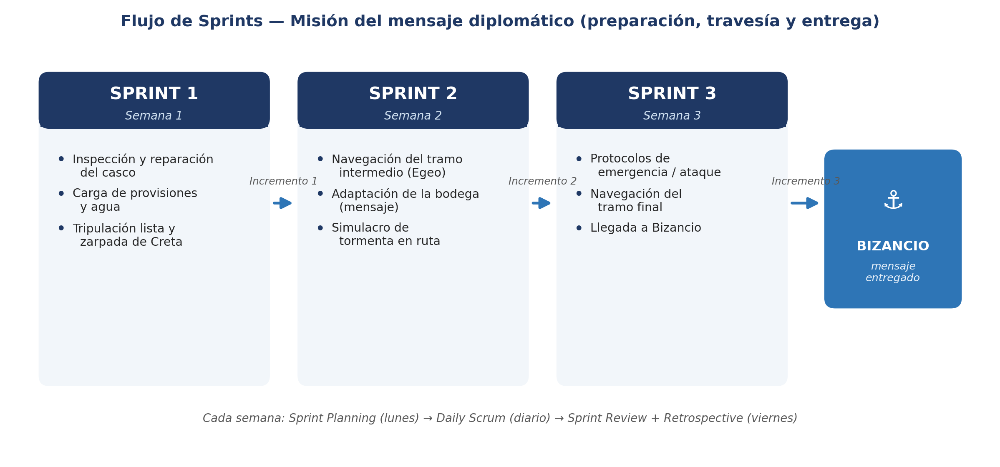 Flujo de Sprints — Misión del mensaje diplomático (preparación, travesía y entrega)
SPRINT 1
Semana 1
• Inspección y reparación
del casco
• Carga de provisiones
y agua
• Tripulación lista y
zarpada de Creta
Incremento 1
SPRINT 2
Semana 2
• Navegación del tramo
intermedio (Egeo)
• Adaptación de la bodega
(mensaje)
• Simulacro de
tormenta en ruta
Incremento 2
SPRINT 3
Semana 3
• Protocolos de
emergencia / ataque
• Navegación del
tramo final
• Llegada a Bizancio
Incremento 3
BIZANCIO
mensaje
entregado
Cada semana: Sprint Planning (lunes) → Daily Scrum (diario) → Sprint Review + Retrospective (viernes)